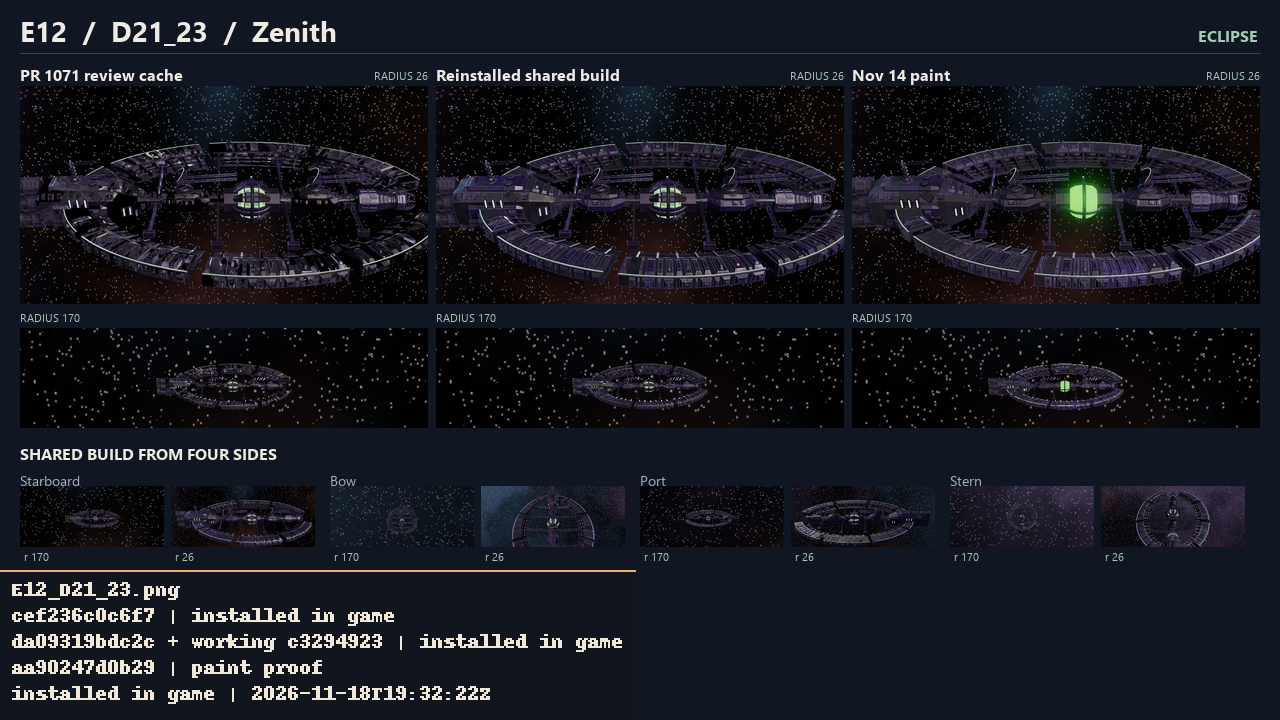 E12 / D21_23 / Zenith
ECLIPSE
PR 1071 review cache RADIUS 26
Reinstalled shared build RADIUS 26
Nov 14 paint RADIUS 26
RADIUS 170
RADIUS 170
RADIUS 170
SHARED BUILD FROM FOUR SIDES
Starboard
Bow
Port
Stern
r 170
r 26
r 170
r 26
r 170
r 26
r 170
r 26
E12_D21_23.png
cef236c0c6f7 | installed in game
da09319bdc2c + working c3294923 | installed in game
aa90247d0b29 | paint proof
installed in game | 2026-11-18T19:32:22Z